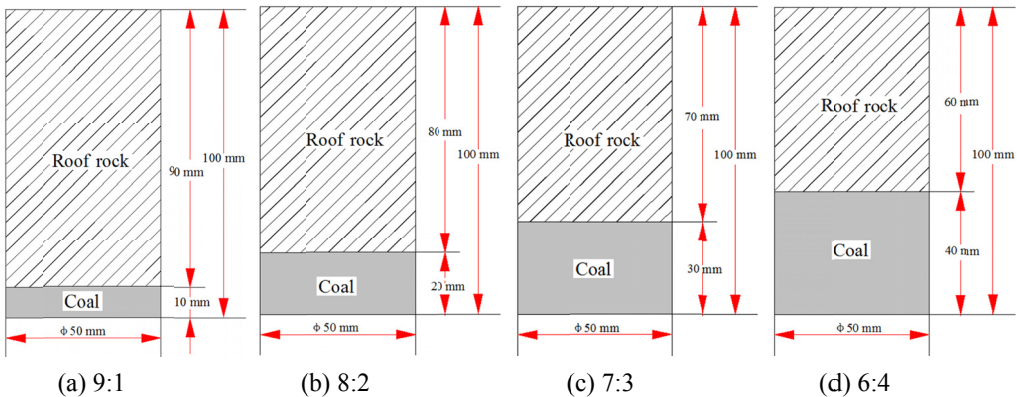 Roof rock
90 mm
100 mm
Coal
10 mm
ϕ 50 mm
(a) 9:1
Roof rock
80 mm
100 mm
Coal
20 mm
ϕ 50 mm
(b) 8:2
Roof rock
70 mm
100 mm
Coal
30 mm
ϕ 50 mm
(c) 7:3
Roof rock
60 mm
100 mm
Coal
40 mm
ϕ 50 mm
(d) 6:4